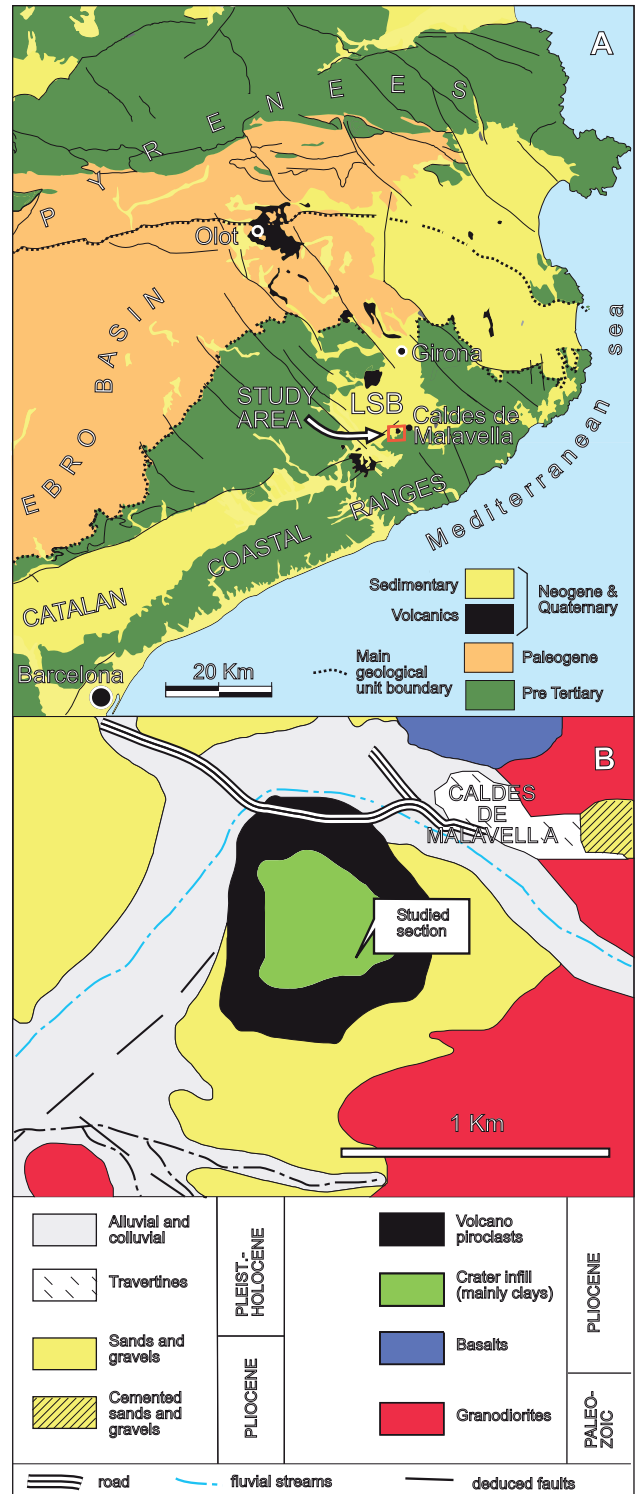 A
PYRENEES
Olot
EBRO BASIN
Girona
STUDY
AREA
LSB
Caldes de
Malavella
Mediterranean sea
CATALAN COASTAL RANGES
Barcelona
20 Km
Sedimentary
Volcanics
Neogene &
Quaternary
Main
geological
unit boundary
Paleogene
Pre Tertiary
B
CALDES
DE
MALAVELLA
Studied
section
1 Km
Alluvial and
colluvial
Travertines
PLEIST.-
HOLOCENE
Sands and
gravels
Cemented
sands and
gravels
PLIOCENE
Volcano
piroclasts
Crater infill
(mainly clays)
Basalts
PLIOCENE
Granodiorites
PALEO-
ZOIC
road
fluvial streams
deduced faults